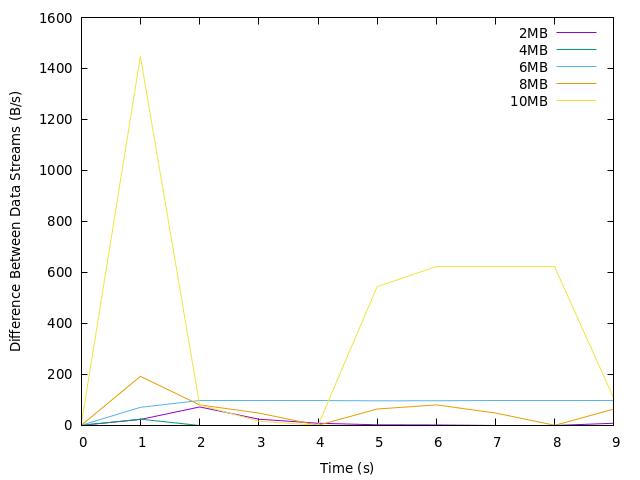 1600
1400
1200
1000
800
600
400
200
0
0 1 2 3 4 5 6 7 8 9
Difference Between Data Streams (B/s)
Time (s)
2MB
4MB
6MB
8MB
10MB